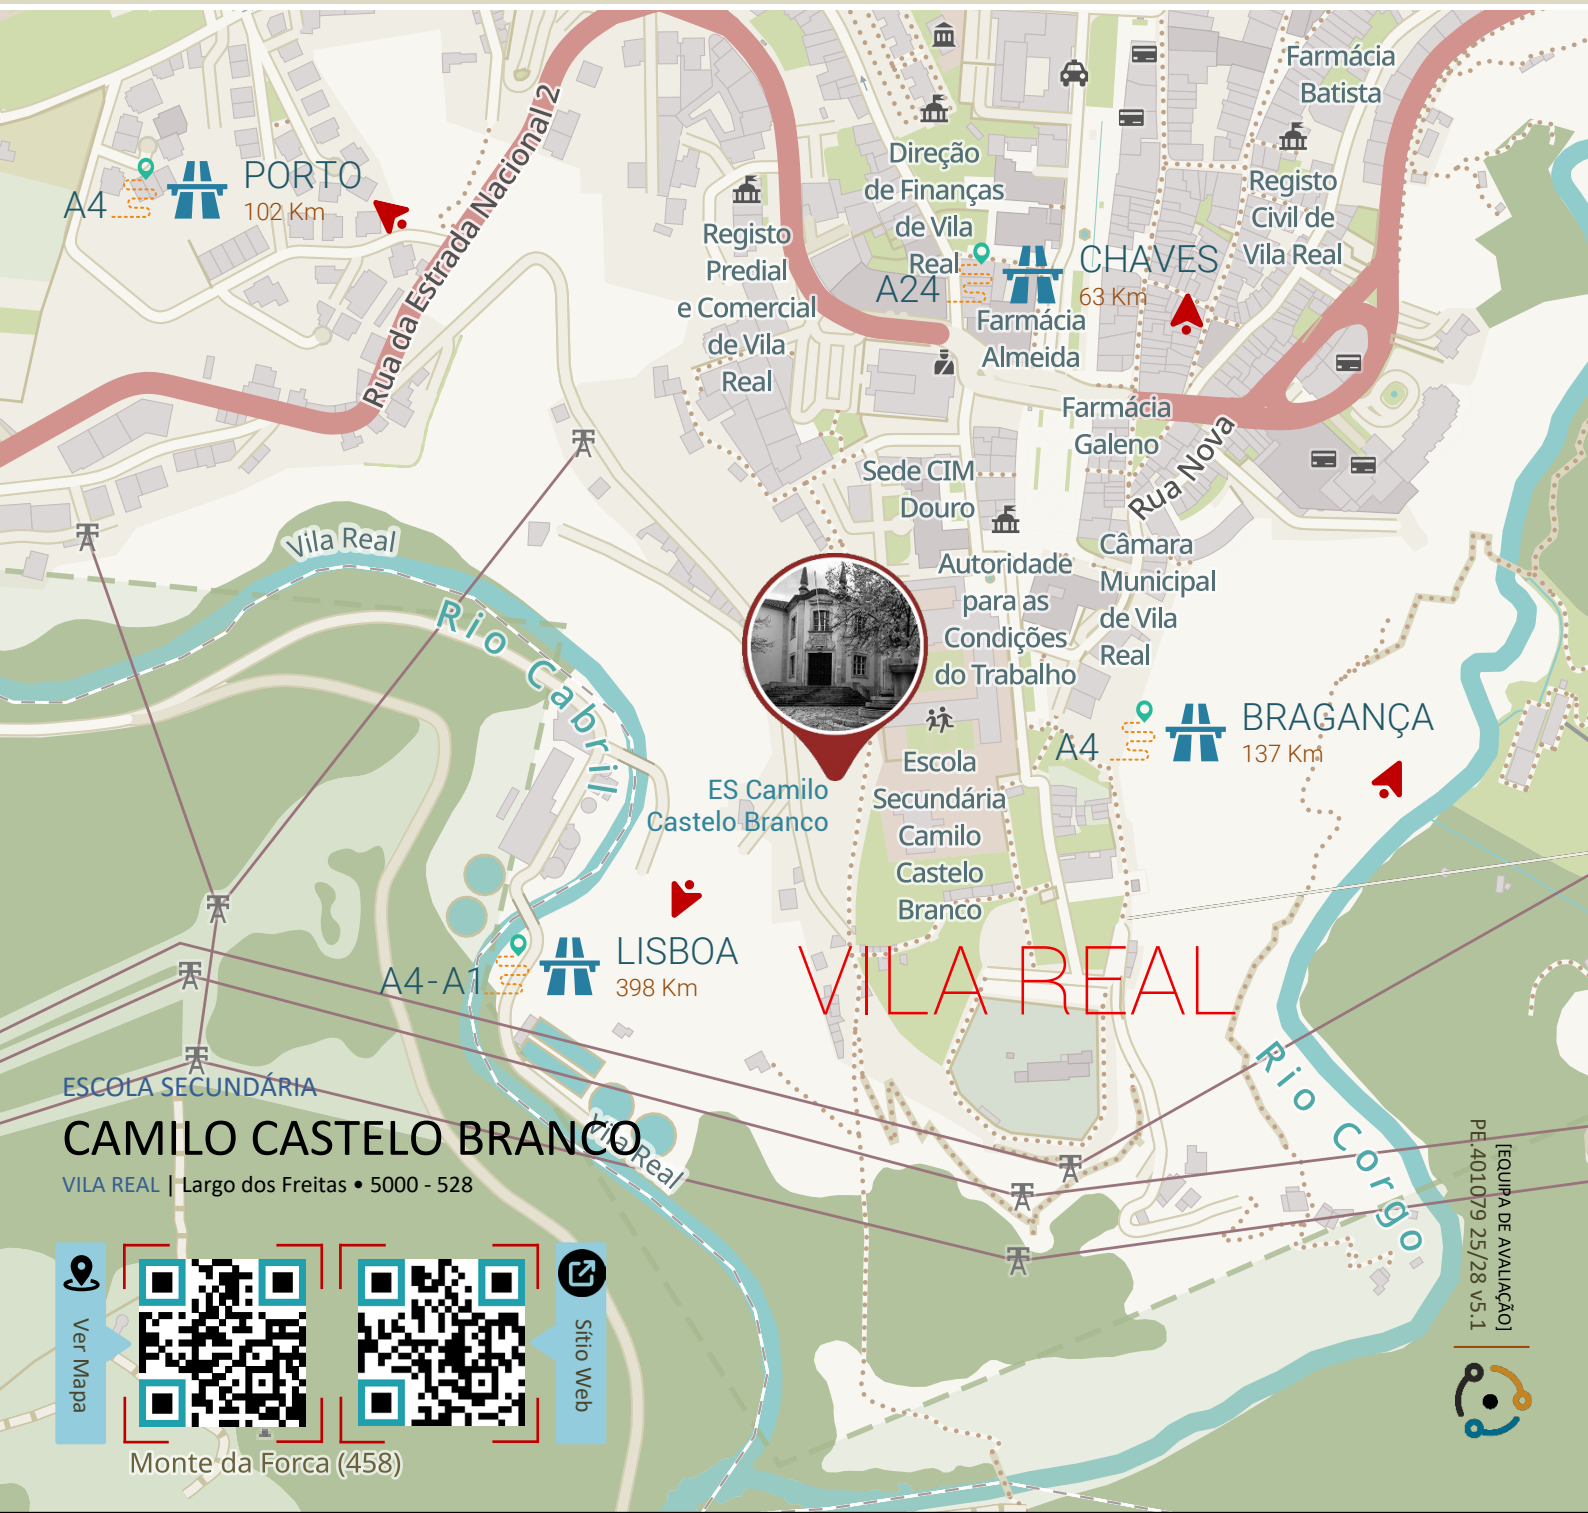 Farmácia
Batista
Rua da Estrada Nacional 2
Direção
de Finanças
de Vila
Real
A4
PORTO
102 Km
Registo
Civil de
Vila Real
Registo
Predial
e Comercial
de Vila
Real
A24
CHAVES
63 Km
Farmácia
Almeida
Farmácia
Galeno
Rua Nova
Sede CIM
Douro
Vila Real
Câmara
Municipal
de Vila
Real
Autoridade
para as
Condições
do Trabalho
Rio Cabril
A4
BRAGANÇA
137 Km
ES Camilo
Castelo Branco
Escola
Secundária
Camilo
Castelo
Branco
A4-A1
LISBOA
398 Km
VILA REAL
Rio Corgo
ESCOLA SECUNDÁRIA
CAMILO CASTELO BRANCO
Vila Real
VILA REAL | Largo dos Freitas • 5000 - 528
Ver Mapa
Sítio Web
[EQUIPA DE AVALIAÇÃO]
PE.401079 25/28 v5.1
Monte da Forca (458)